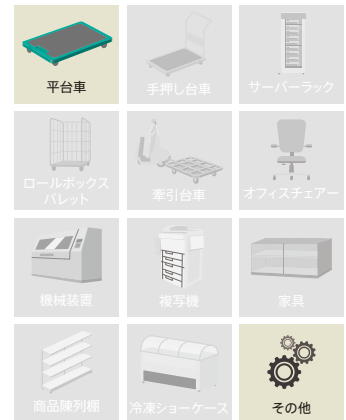 平台車
手押し台車
サーバーラック
ロールボックス
パレット
牽引台車
オフィスチェアー
機械装置
複写機
家具
商品陳列棚
冷凍ショーケース
その他